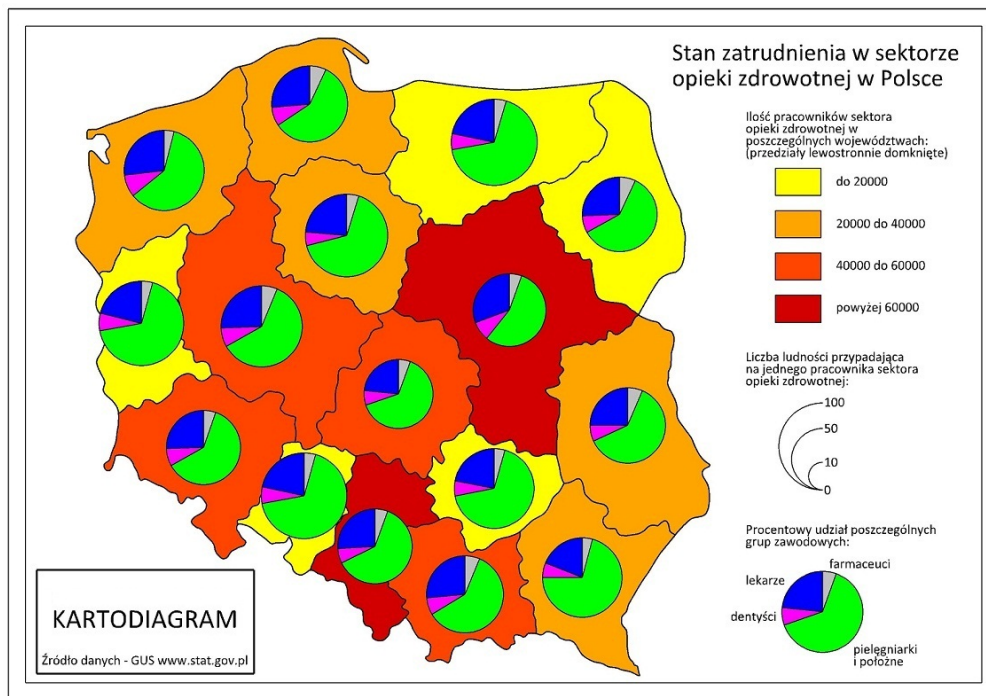 Stan zatrudnienia w sektorze
opieki zdrowotnej w Polsce
Ilość pracowników sektora
opieki zdrowotnej w
poszczególnych województwach:
(przedziały lewostronnie domknięte)
do 20000
20000 do 40000
40000 do 60000
powyżej 60000
Liczba ludności przypadająca
na jednego pracownika sektora
opieki zdrowotnej:
100
50
10
0
Procentowy udział poszczególnych
grup zawodowych:
farmaceuci
lekarze
dentyści
pielęgniarki
i położne
KARTODIAGRAM
Źródło danych - GUS www.stat.gov.pl